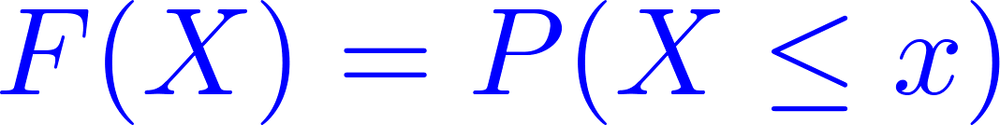 F(X) = P(X ≤ x)